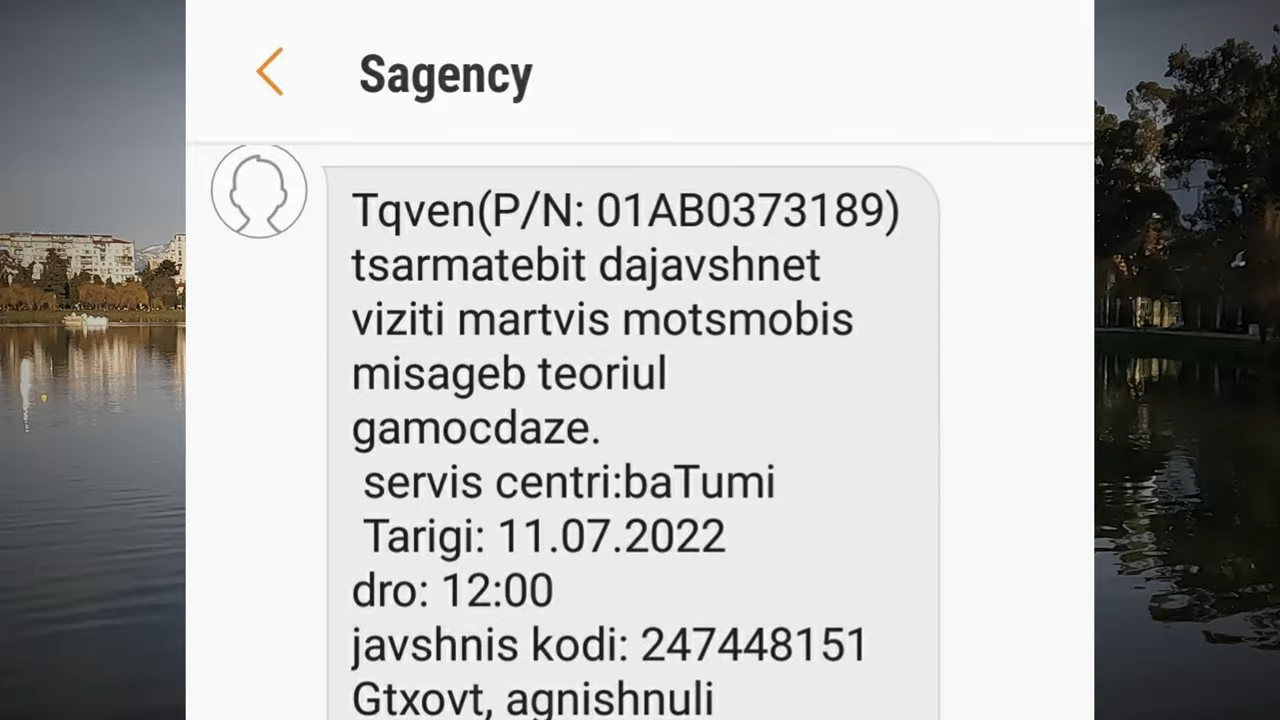 Sagency
Tqven(P/N: 01AB0373189)
tsarmatebit dajavshnet
viziti martvis motsmobis
misageb teoriul
gamocdaze.
servis centri:baTumi
Tarigi: 11.07.2022
dro: 12:00
javshnis kodi: 247448151
Gtxovt, agnishnuli